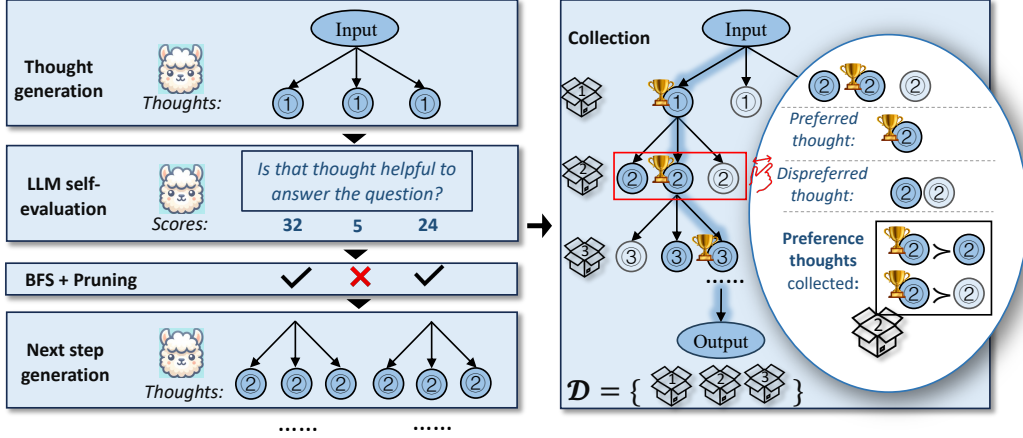 Input
Thought
generation
Thoughts:
① ① ①
LLM self-
evaluation
Is that thought helpful to
answer the question?
Scores:
32 5 24
BFS + Pruning
Next step
generation
Thoughts:
② ② ② ② ② ②
...... ......
Collection
Input
1
① ①
2
② ② ②
3
③ ③ ③
......
Output
𝓓 = { 1 2 3 }
② ② ②
Preferred
thought:
②
Dispreferred
thought:
② ②
Preference
thoughts
collected:
② ≻ ②
② ≻ ②
2